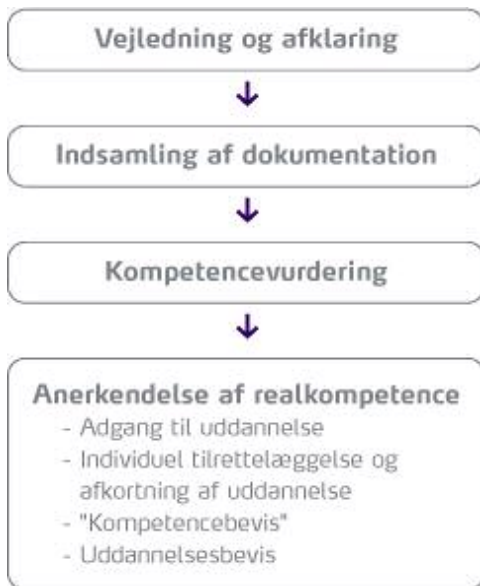 Vejledning og afklaring
Indsamling af dokumentation
Kompetencevurdering
Anerkendelse af realkompetence
- Adgang til uddannelse
- Individuel tilrettelæggelse og
afkortning af uddannelse
- "Kompetencebevis"
- Uddannelsesbevis